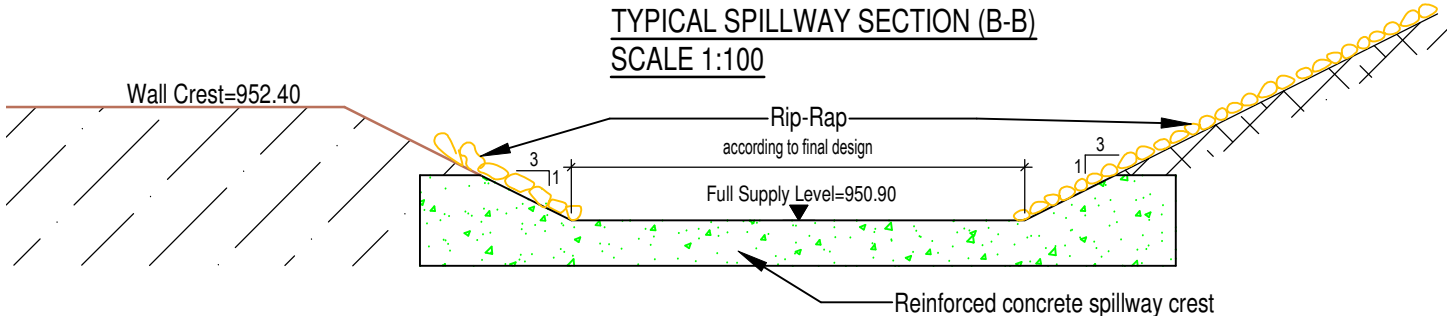 TYPICAL SPILLWAY SECTION (B-B)
SCALE 1:100
Wall Crest=952.40
Rip-Rap
according to final design
3
1
3
1
Full Supply Level=950.90
Reinforced concrete spillway crest